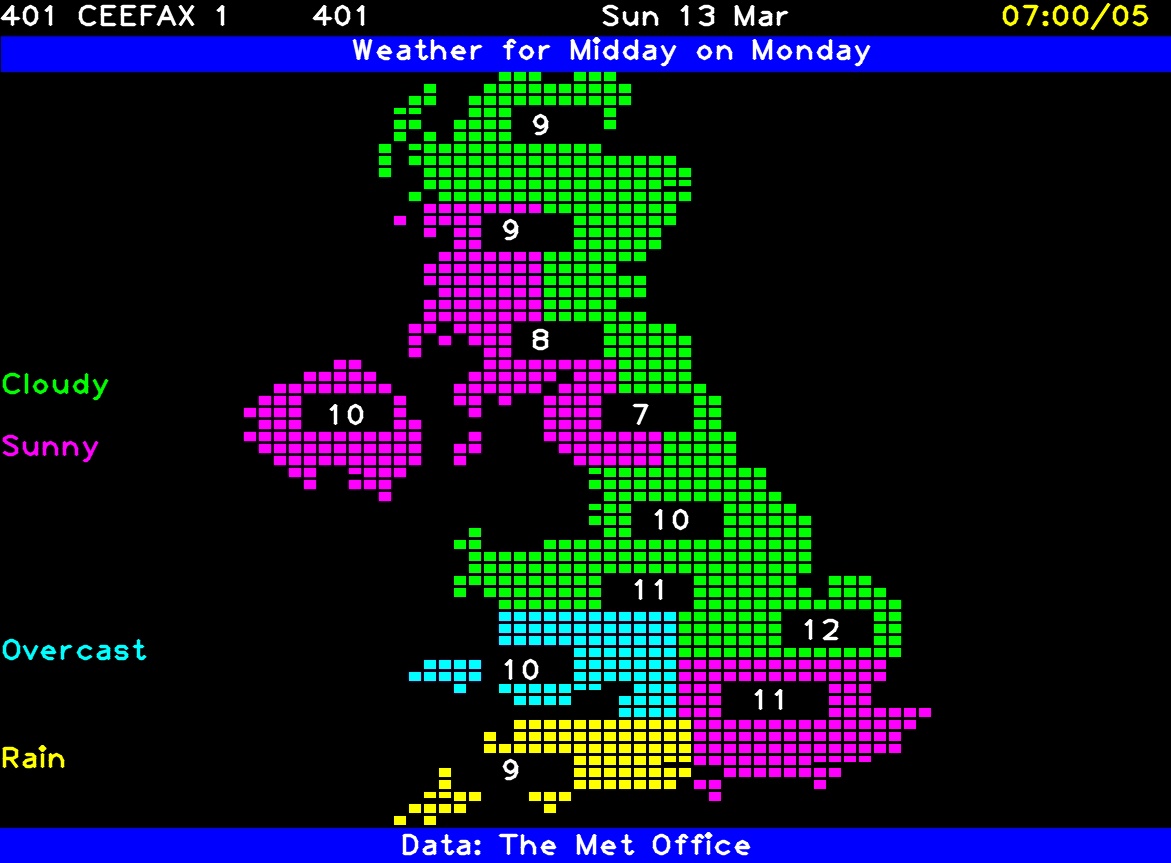 401 CEEFAX 1 401 Sun 13 Mar 07:00/05
Weather for Midday on Monday
9
9
8
Cloudy
10 7
Sunny
10
11
12
Overcast
10
11
Rain
9
Data: The Met Office